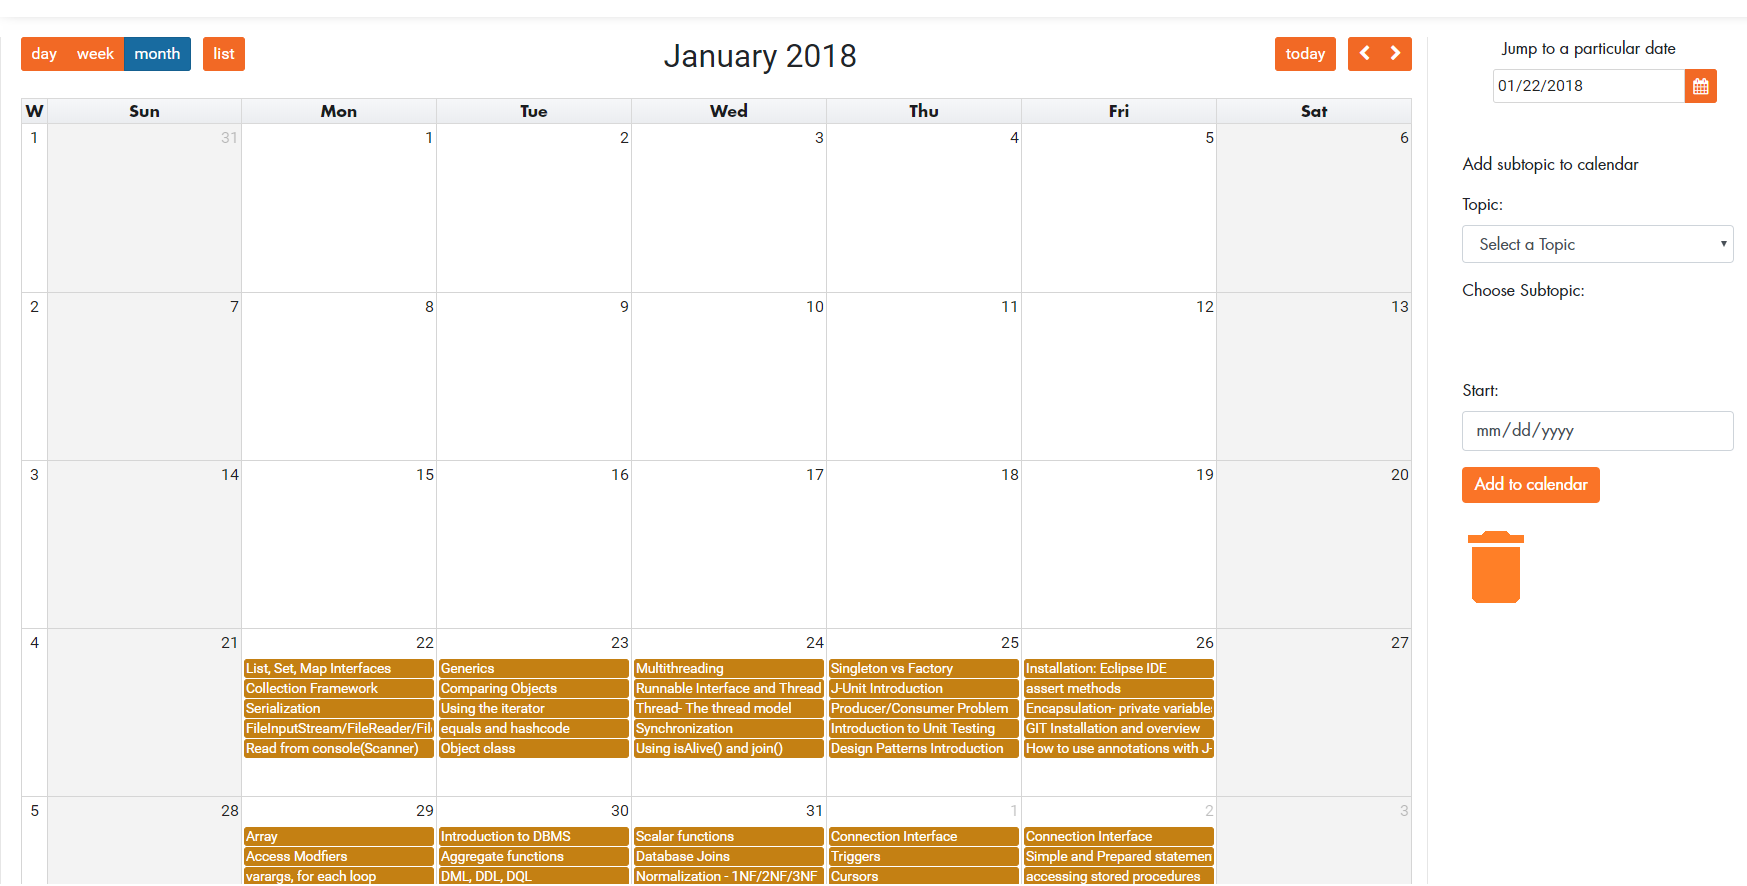 day week month list
January 2018
today
Jump to a particular date
01/22/2018
W Sun Mon Tue Wed Thu Fri Sat
1 31 1 2 3 4 5 6
2 7 8 9 10 11 12 13
3 14 15 16 17 18 19 20
4 21 22 23 24 25 26 27
List, Set, Map Interfaces Generics Multithreading Singleton vs Factory Installation: Eclipse IDE
Collection Framework Comparing Objects Runnable Interface and Thread J-Unit Introduction assert methods
Serialization Using the iterator Thread- The thread model Producer/Consumer Problem Encapsulation- private variable
FileInputStream/FileReader/Fil equals and hashcode Synchronization Introduction to Unit Testing GIT Installation and overview
Read from console(Scanner) Object class Using isAlive() and join() Design Patterns Introduction How to use annotations with J-
5 28 29 30 31 1 2 3
Array Introduction to DBMS Scalar functions Connection Interface Connection Interface
Access Modfiers Aggregate functions Database Joins Triggers Simple and Prepared statemen
varargs, for each loop DML, DDL, DQL Normalization - 1NF/2NF/3NF Cursors accessing stored procedures
Add subtopic to calendar
Topic:
Select a Topic
Choose Subtopic:
Start:
mm/dd/yyyy
Add to calendar